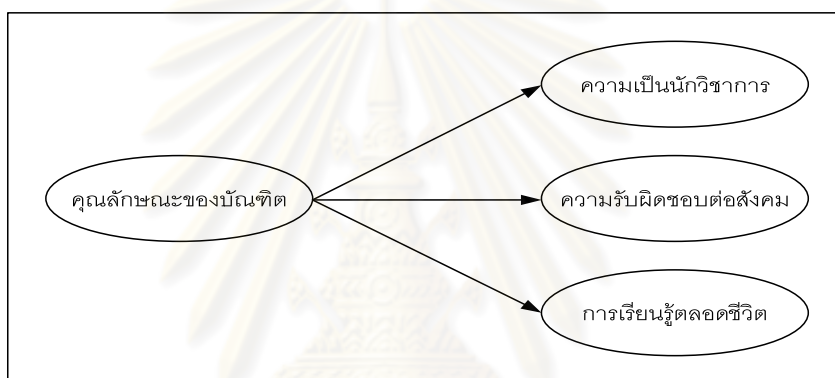 ความเป็นนักวิชาการ
คุณลักษณะของบัณฑิต
ความรับผิดชอบต่อสังคม
การเรียนรู้ตลอดชีวิต